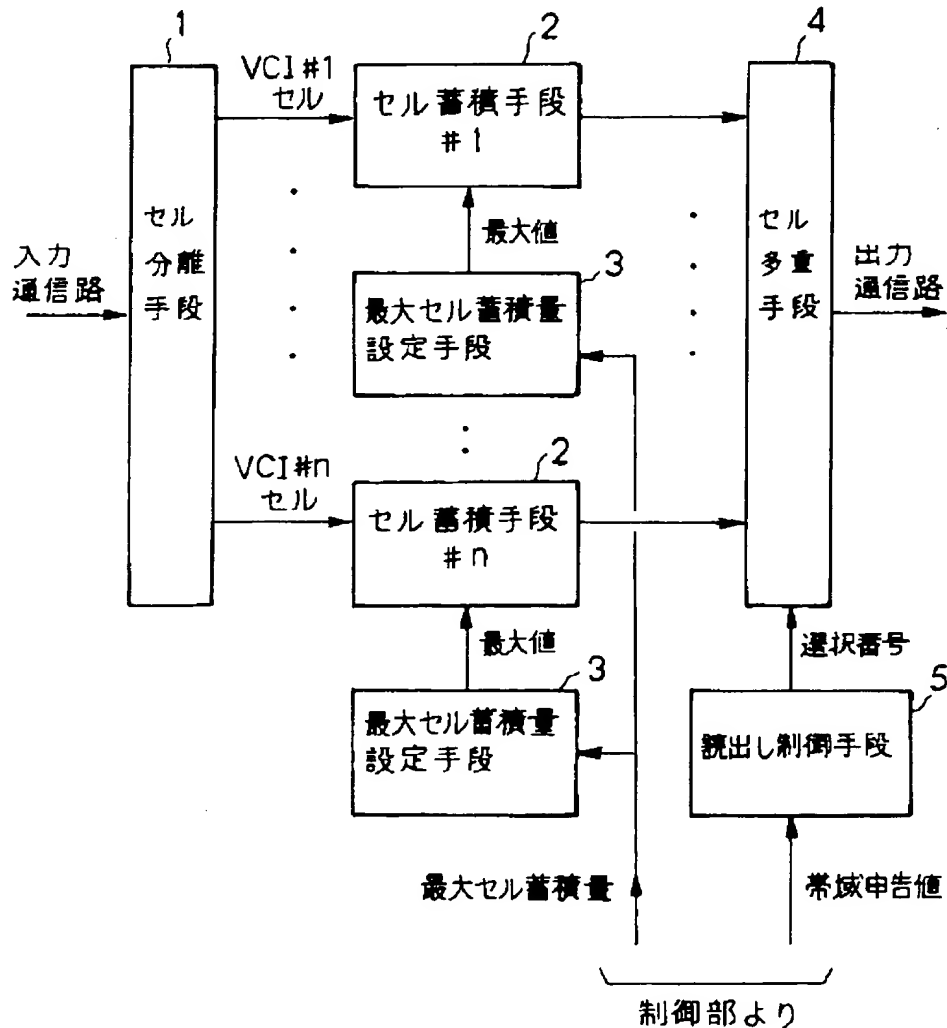 1
2
4
VCI#1
セル
セル蓄積手段
#1
最大値
3
入力
通信路
セル
分離
手段
最大セル蓄積量
設定手段
セル
多重
手段
出力
通信路
VCI#n
セル
2
セル蓄積手段
#n
最大値
3
選択番号
5
最大セル蓄積量
設定手段
読出し制御手段
最大セル蓄積量
帯域申告値
制御部より